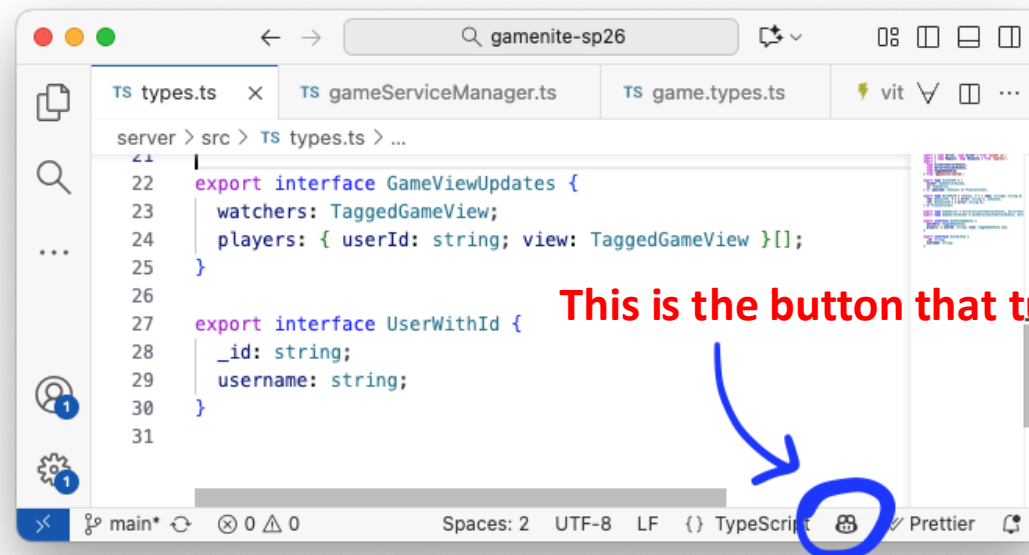 gamenite-sp26
TS types.ts
TS gameServiceManager.ts
TS game.types.ts
vit
server > src > TS types.ts > ...
21
22 export interface GameViewUpdates {
23 watchers: TaggedGameView;
24 players: { userId: string; view: TaggedGameView }[];
25 }
26
This is the button that
27 export interface UserWithId {
28 _id: string;
29 username: string;
30 }
31
1
1
main* 0 0 Spaces: 2 UTF-8 LF {} TypeScript Prettier